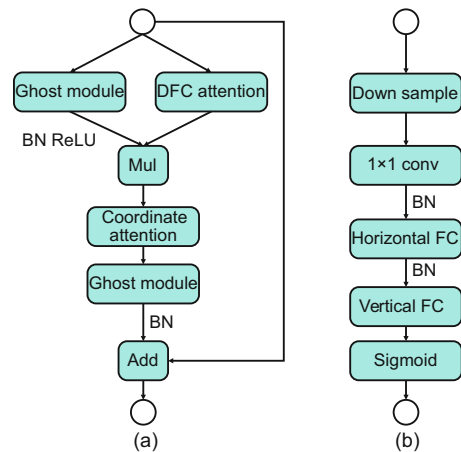 Ghost module
DFC attention
BN ReLU
Mul
Coordinate
attention
Ghost module
BN
Add
(a)
Down sample
1×1 conv
BN
Horizontal FC
BN
Vertical FC
Sigmoid
(b)